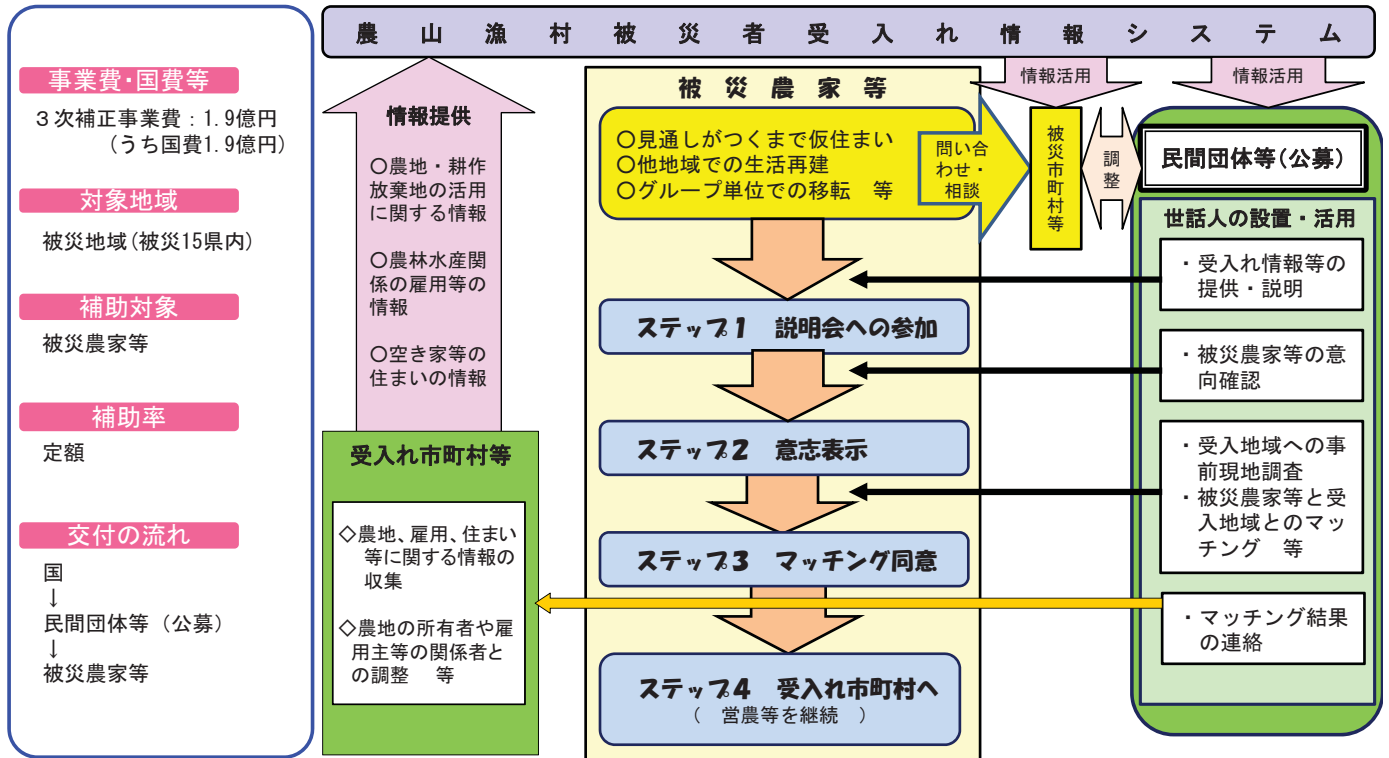 農山漁村被災者受入れ情報システム
事業費・国費等
３次補正事業費：1.9億円
（うち国費1.9億円）
対象地域
被災地域(被災15県内)
補助対象
被災農家等
補助率
定額
交付の流れ
国
↓
民間団体等（公募）
↓
被災農家等
情報提供
○農地・耕作
放棄地の活用
に関する情報
○農林水産関
係の雇用等の
情報
○空き家等の
住まいの情報
受入れ市町村等
◇農地、雇用、住まい
等に関する情報の
収集
◇農地の所有者や雇
用主等の関係者と
の調整　等
被災農家等
○見通しがつくまで仮住まい
○他地域での生活再建
○グループ単位での移転　等
問い合
わせ・
相談
ステップ1　説明会への参加
ステップ2　意志表示
ステップ3　マッチング同意
ステップ4　受入れ市町村へ
（　営農等を継続　）
情報活用
被災市町村等
調整
情報活用
民間団体等(公募)
世話人の設置・活用
・受入れ情報等の
提供・説明
・被災農家等の意
向確認
・受入地域への事
前現地調査
・被災農家等と受
入地域とのマッ
チング　等
・マッチング結果
の連絡